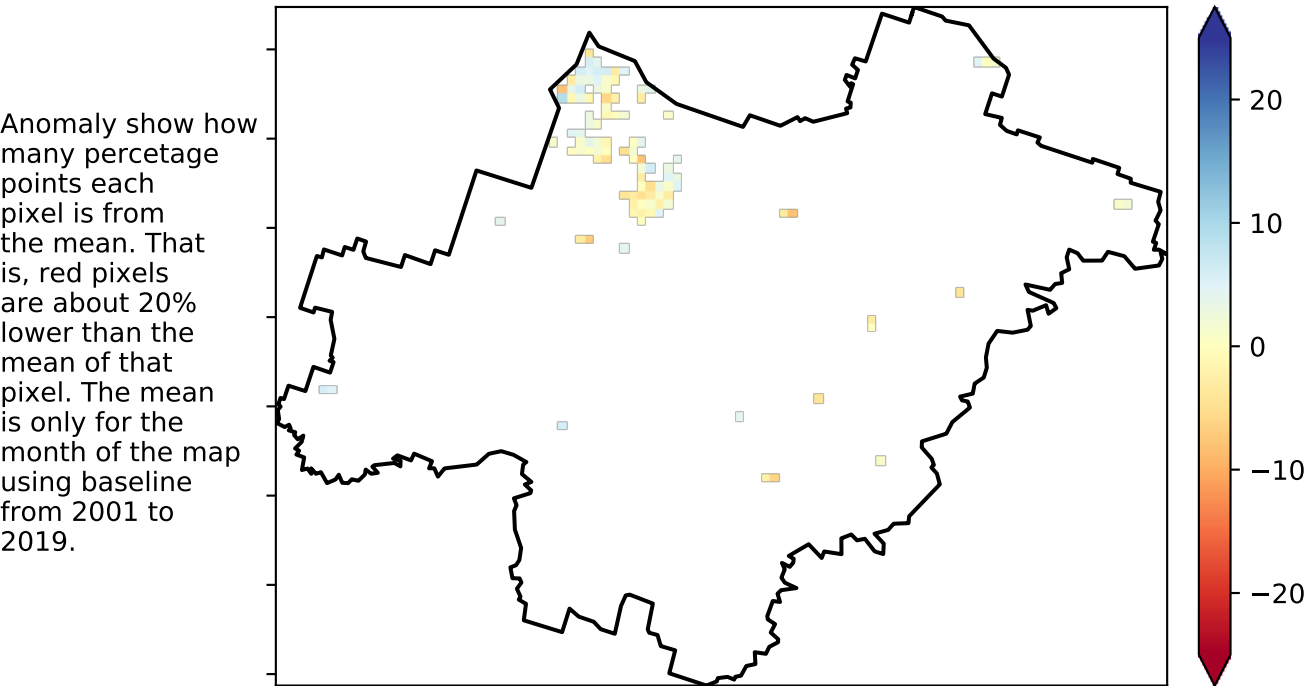 Anomaly show how
many percetage
points each
pixel is from
the mean. That
is, red pixels
are about 20%
lower than the
mean of that
pixel. The mean
is only for the
month of the map
using baseline
from 2001 to
2019.
20
10
0
−10
−20